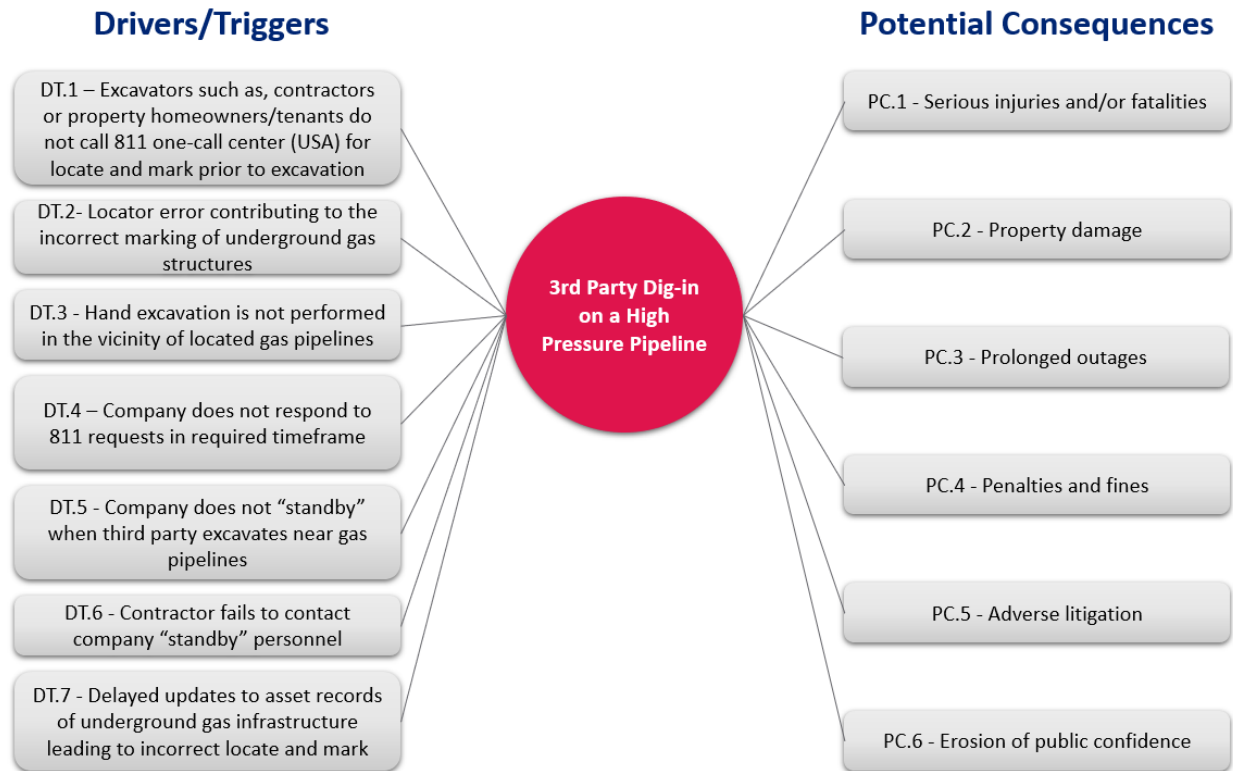 Drivers/Triggers
DT.1 – Excavators such as, contractors
or property homeowners/tenants do
not call 811 one-call center (USA) for
locate and mark prior to excavation
DT.2- Locator error contributing to the
incorrect marking of underground gas
structures
DT.3 - Hand excavation is not performed
in the vicinity of located gas pipelines
DT.4 – Company does not respond to
811 requests in required timeframe
DT.5 - Company does not “standby”
when third party excavates near gas
pipelines
DT.6 - Contractor fails to contact
company “standby” personnel
DT.7 - Delayed updates to asset records
of underground gas infrastructure
leading to incorrect locate and mark
3rd Party Dig-in
on a High
Pressure Pipeline
Potential Consequences
PC.1 - Serious injuries and/or fatalities
PC.2 - Property damage
PC.3 - Prolonged outages
PC.4 - Penalties and fines
PC.5 - Adverse litigation
PC.6 - Erosion of public confidence